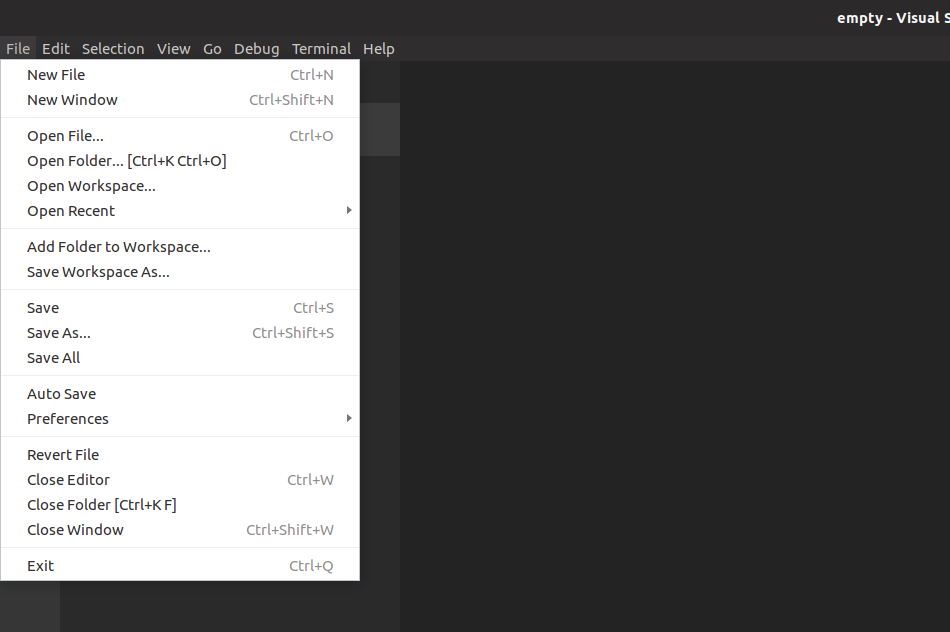 empty - Visual
File Edit Selection View Go Debug Terminal Help
New File Ctrl+N
New Window Ctrl+Shift+N
Open File... Ctrl+O
Open Folder... [Ctrl+K Ctrl+O]
Open Workspace...
Open Recent
Add Folder to Workspace...
Save Workspace As...
Save Ctrl+S
Save As... Ctrl+Shift+S
Save All
Auto Save
Preferences
Revert File
Close Editor Ctrl+W
Close Folder [Ctrl+K F]
Close Window Ctrl+Shift+W
Exit Ctrl+Q